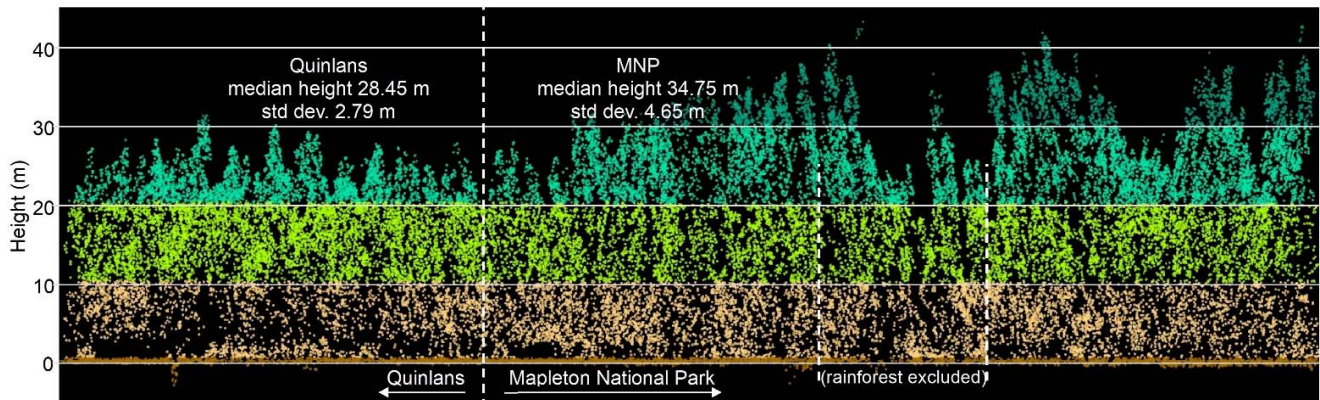 40
30
20
10
0
Height (m)
Quinlans
median height 28.45 m
std dev. 2.79 m
MNP
median height 34.75 m
std dev. 4.65 m
Quinlans
Mapleton National Park
(rainforest excluded)